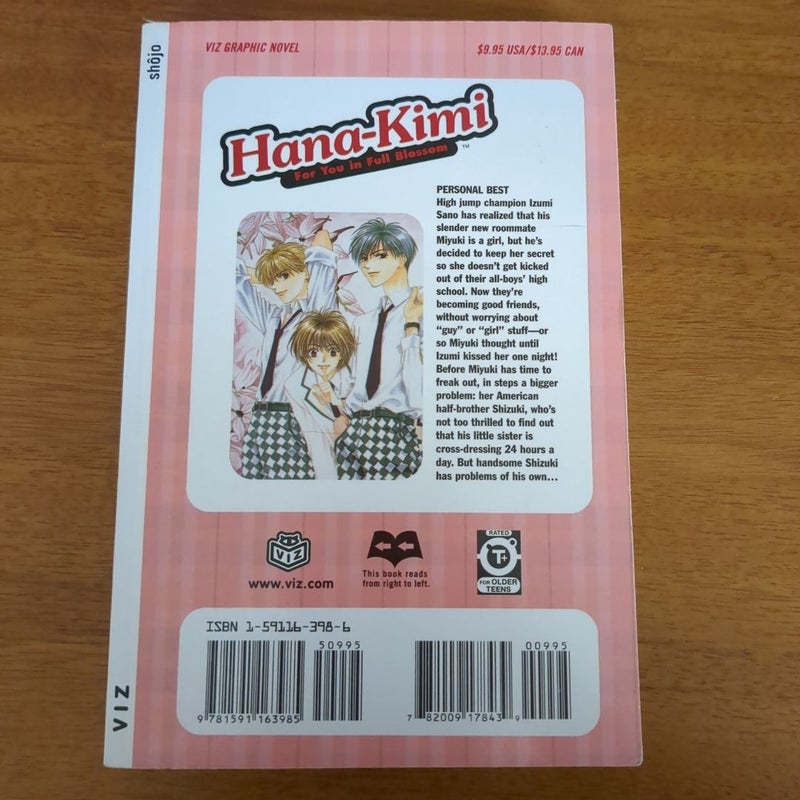 shôjo
VIZ GRAPHIC NOVEL
$9.95 USA/$13.95 CAN
Hana-Kimi
For You in Full Blossom
TM
PERSONAL BEST
High jump champion Izumi
Sano has realized that his
slender new roommate
Miyuki is a girl, but he's
decided to keep her secret
so she doesn't get kicked
out of their all-boys' high
school. Now they're
becoming good friends,
without worrying about
"guy" or "girl" stuff—or
so Miyuki thought until
Izumi kissed her one night!
Before Miyuki has time to
freak out, in steps a bigger
problem: her American
half-brother Shizuki, who's
not too thrilled to find out
that his little sister is
cross-dressing 24 hours a
day. But handsome Shizuki
has problems of his own...
VIZ
www.viz.com
This book reads
from right to left.
RATED
T+
FOR OLDER
TEENS
ISBN 1-59116-398-6
50995
9 781591 163985
00995
7 82009 17843 9
VIZ